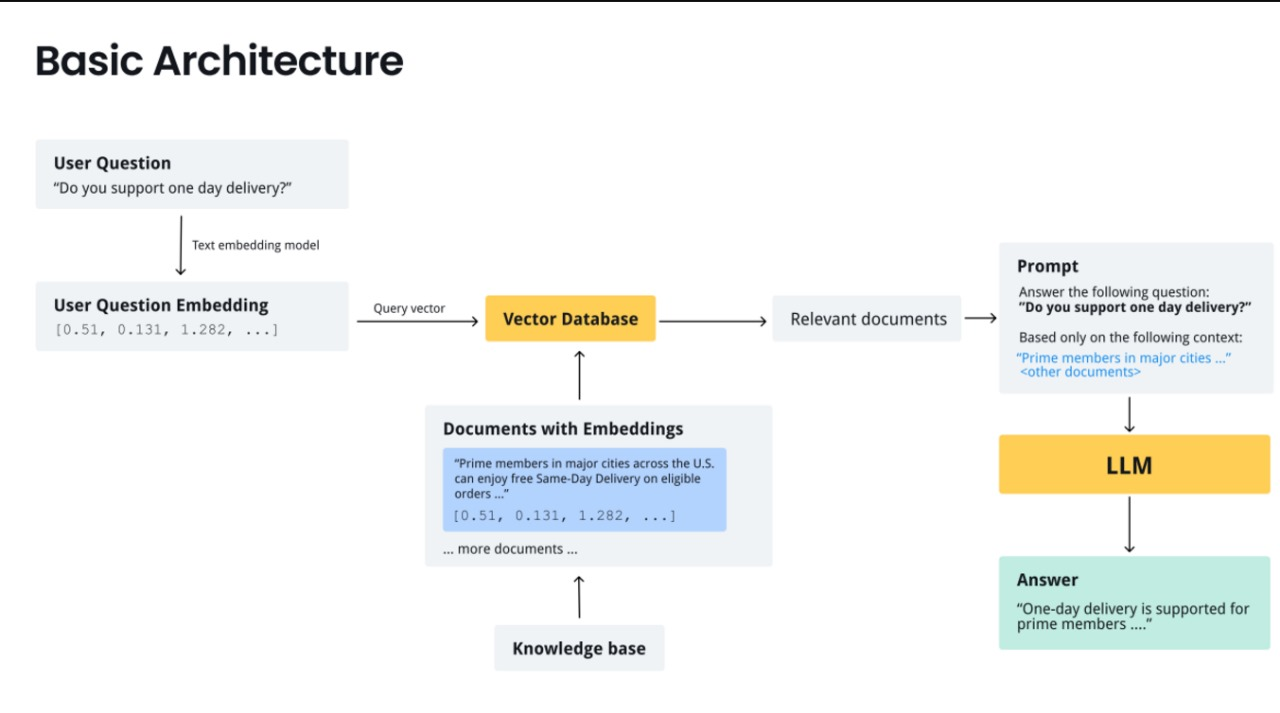 Basic Architecture
User Question
“Do you support one day delivery?”
Text embedding model
User Question Embedding
[0.51, 0.131, 1.282, ...]
Query vector
Vector Database
Relevant documents
Documents with Embeddings
“Prime members in major cities across the U.S.
can enjoy free Same-Day Delivery on eligible
orders ...”
[0.51, 0.131, 1.282, ...]
... more documents ...
Knowledge base
Prompt
Answer the following question:
“Do you support one day delivery?”
Based only on the following context:
“Prime members in major cities ...”
<other documents>
LLM
Answer
“One-day delivery is supported for
prime members ....”